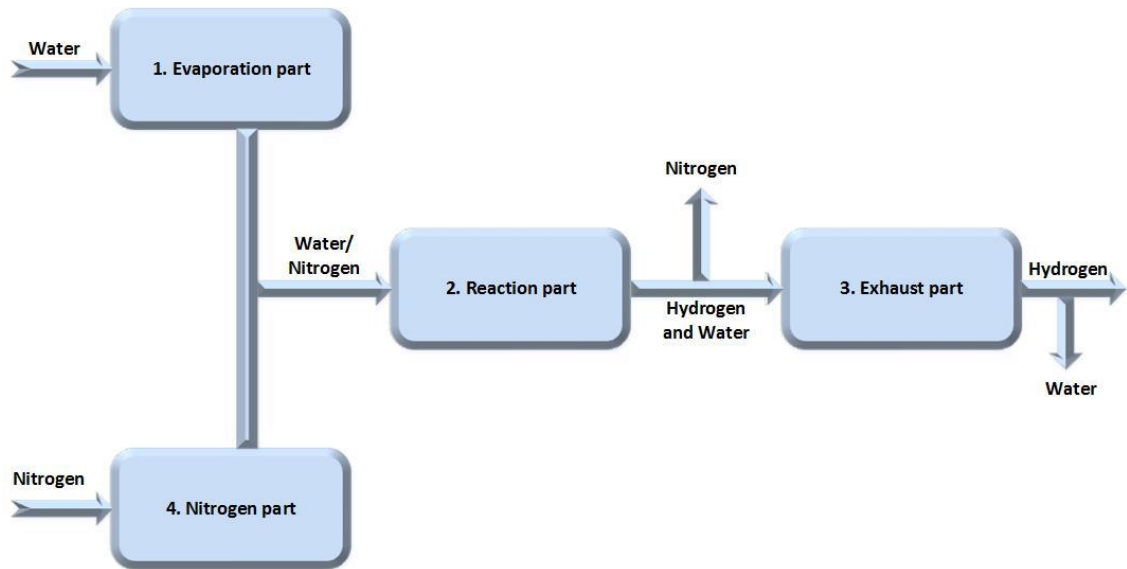 Water
1. Evaporation part
Nitrogen
Water/
Nitrogen
2. Reaction part
Hydrogen
and Water
3. Exhaust part
Hydrogen
Water
Nitrogen
4. Nitrogen part